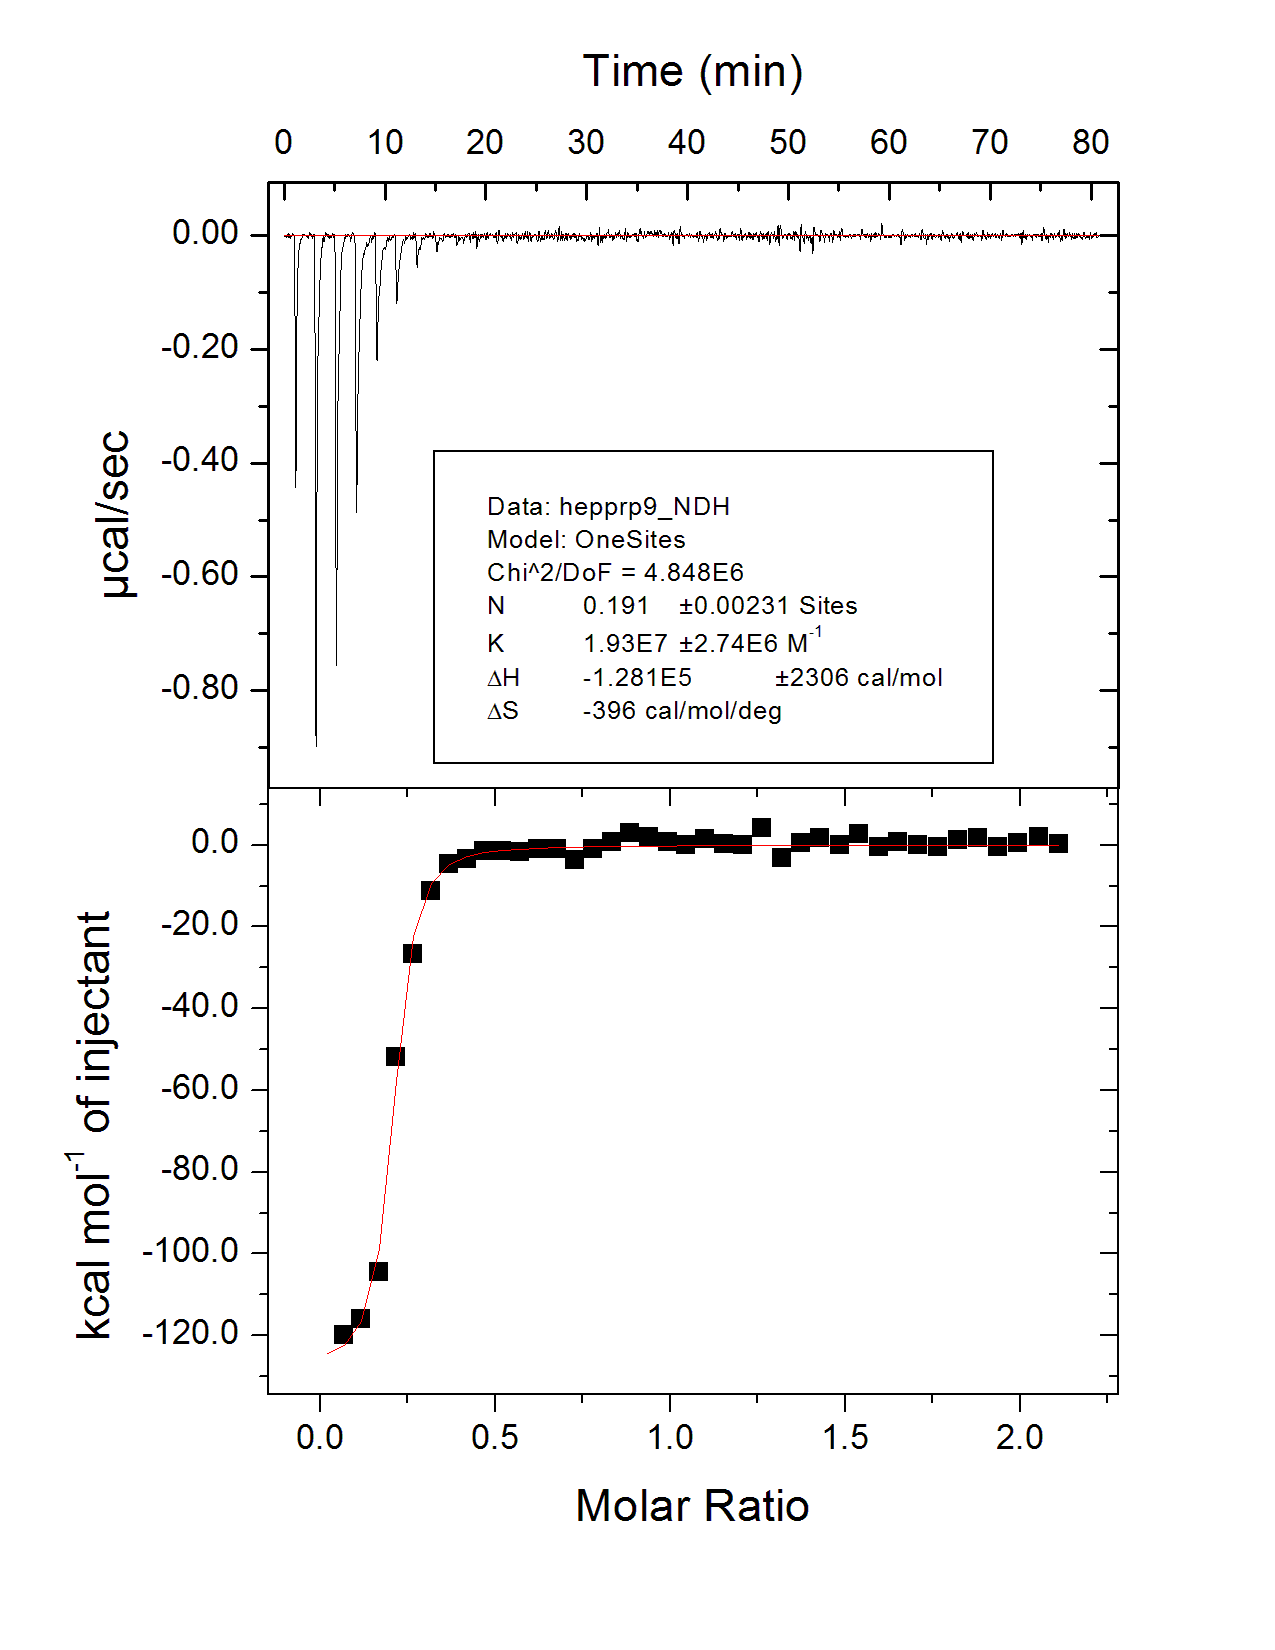 Time (min)
0 10 20 30 40 50 60 70 80
0.00
-0.20
-0.40
-0.60
-0.80
µcal/sec
Data: hepprp9_NDH
Model: OneSites
Chi^2/DoF = 4.848E6
N 0.191 ±0.00231 Sites
K 1.93E7 ±2.74E6 M⁻¹
ΔH -1.281E5 ±2306 cal/mol
ΔS -396 cal/mol/deg
0.0
-20.0
-40.0
-60.0
-80.0
-100.0
-120.0
kcal mol⁻¹ of injectant
0.0 0.5 1.0 1.5 2.0
Molar Ratio